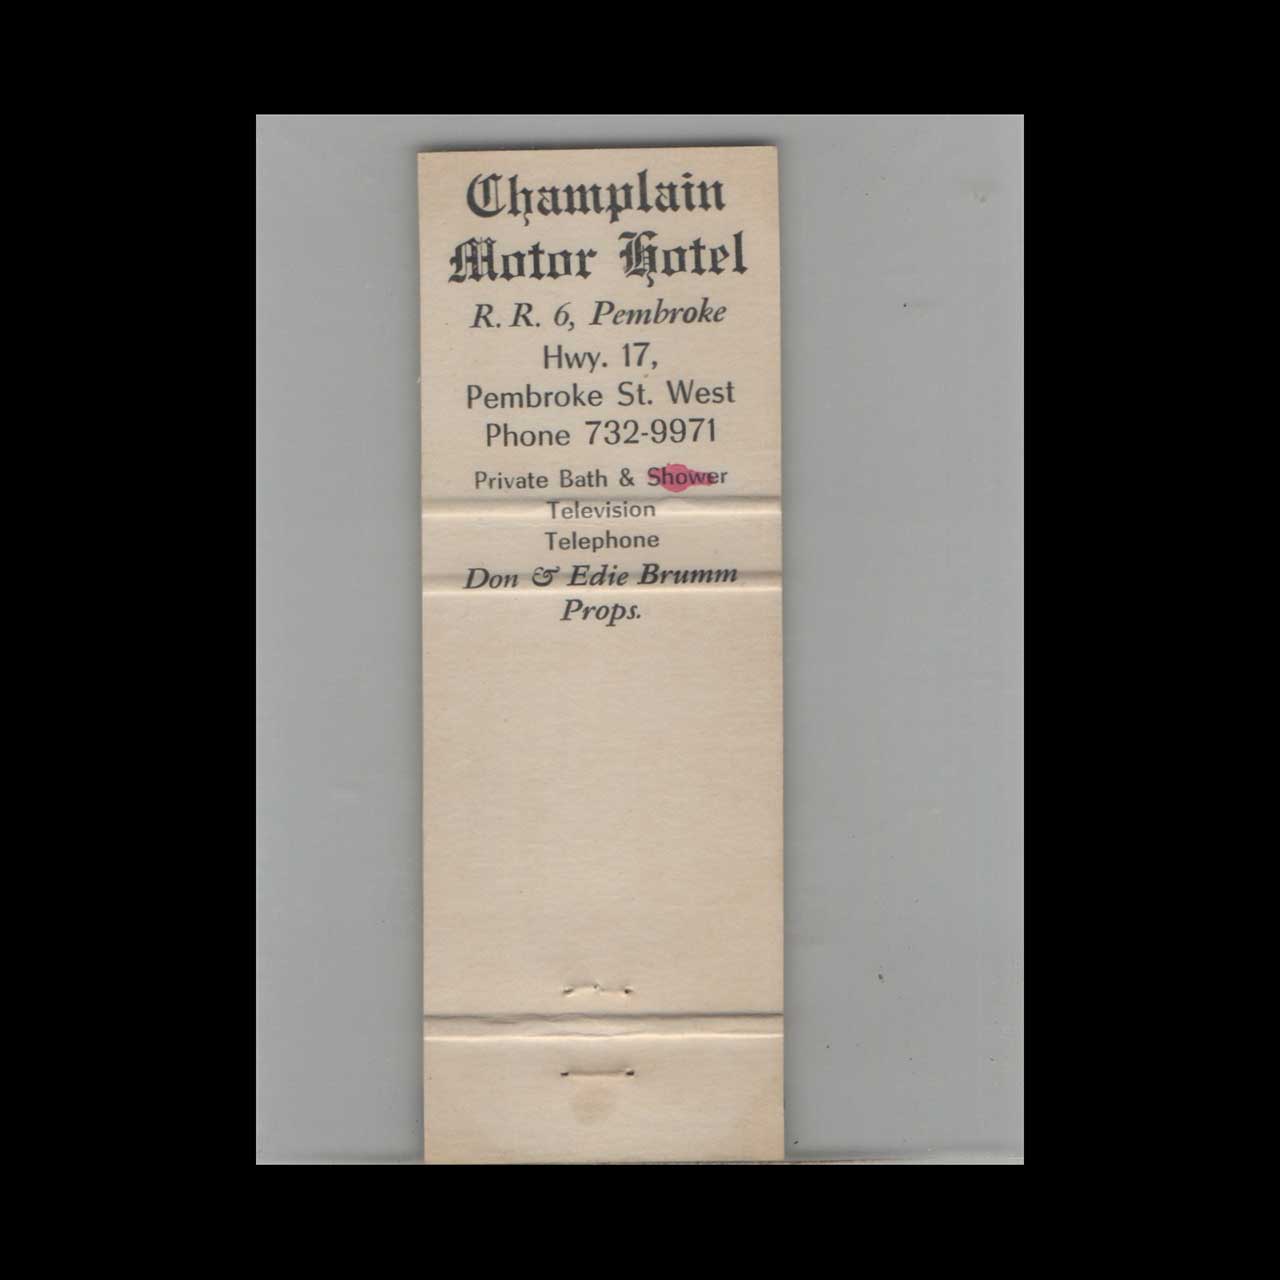 Champlain
Motor Hotel
R. R. 6, Pembroke
Hwy. 17,
Pembroke St. West
Phone 732-9971
Private Bath & Shower
Television
Telephone
Don & Edie Brumm
Props.